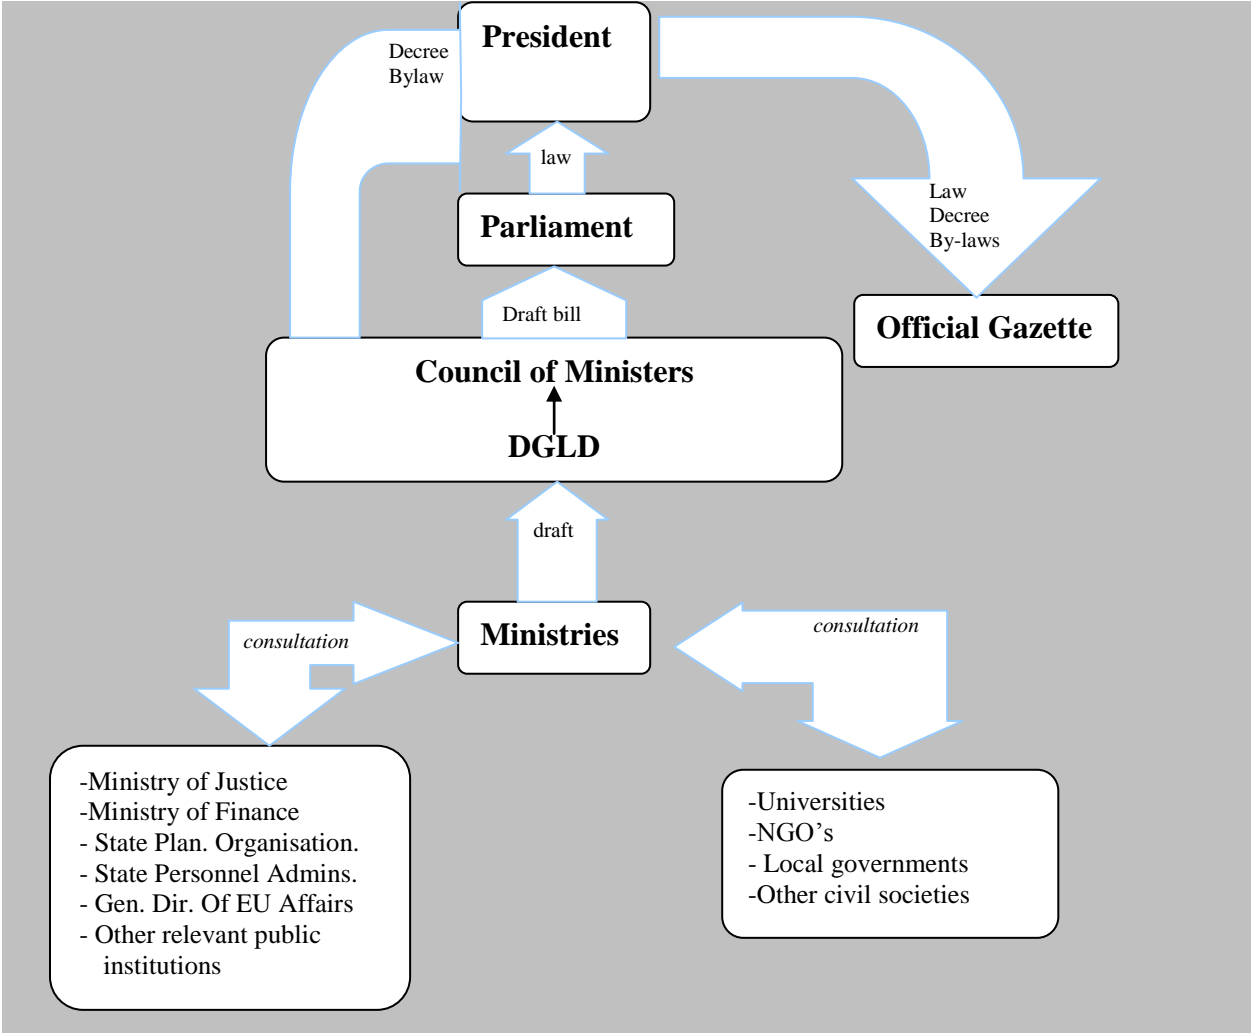 President
Decree
Bylaw
law
Law
Decree
By-laws
Parliament
Draft bill
Official Gazette
Council of Ministers
DGLD
draft
Ministries
consultation
consultation
-Ministry of Justice
-Ministry of Finance
- State Plan. Organisation.
- State Personnel Admins.
- Gen. Dir. Of EU Affairs
- Other relevant public
institutions
-Universities
-NGO’s
- Local governments
-Other civil societies